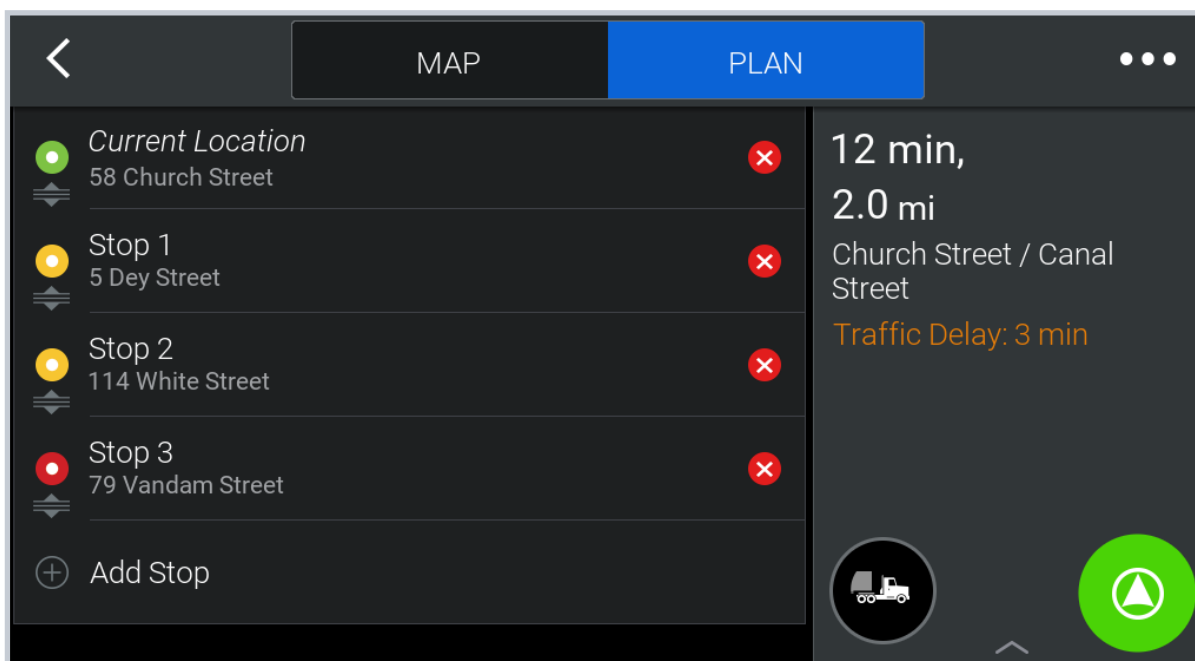 MAP
PLAN
Current Location
58 Church Street
Stop 1
5 Dey Street
Stop 2
114 White Street
Stop 3
79 Vandam Street
Add Stop
12 min,
2.0 mi
Church Street / Canal
Street
Traffic Delay: 3 min